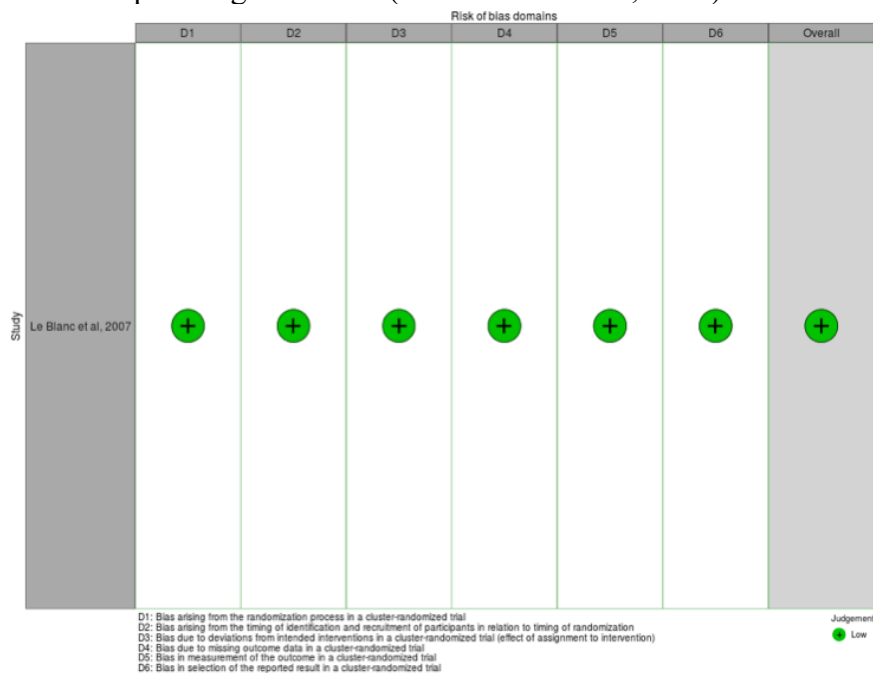 Risk of bias domains
D1 D2 D3 D4 D5 D6 Overall
Study
Le Blanc et al, 2007
D1: Bias arising from the randomization process in a cluster-randomized trial
D2: Bias arising from the timing of identification and recruitment of participants in relation to timing of randomization
D3: Bias due to deviations from intended interventions in a cluster-randomized trial (effect of assignment to intervention)
D4: Bias due to missing outcome data in a cluster-randomized trial
D5: Bias in measurement of the outcome in a cluster-randomized trial
D6: Bias in selection of the reported result in a cluster-randomized trial
Judgement
+ Low